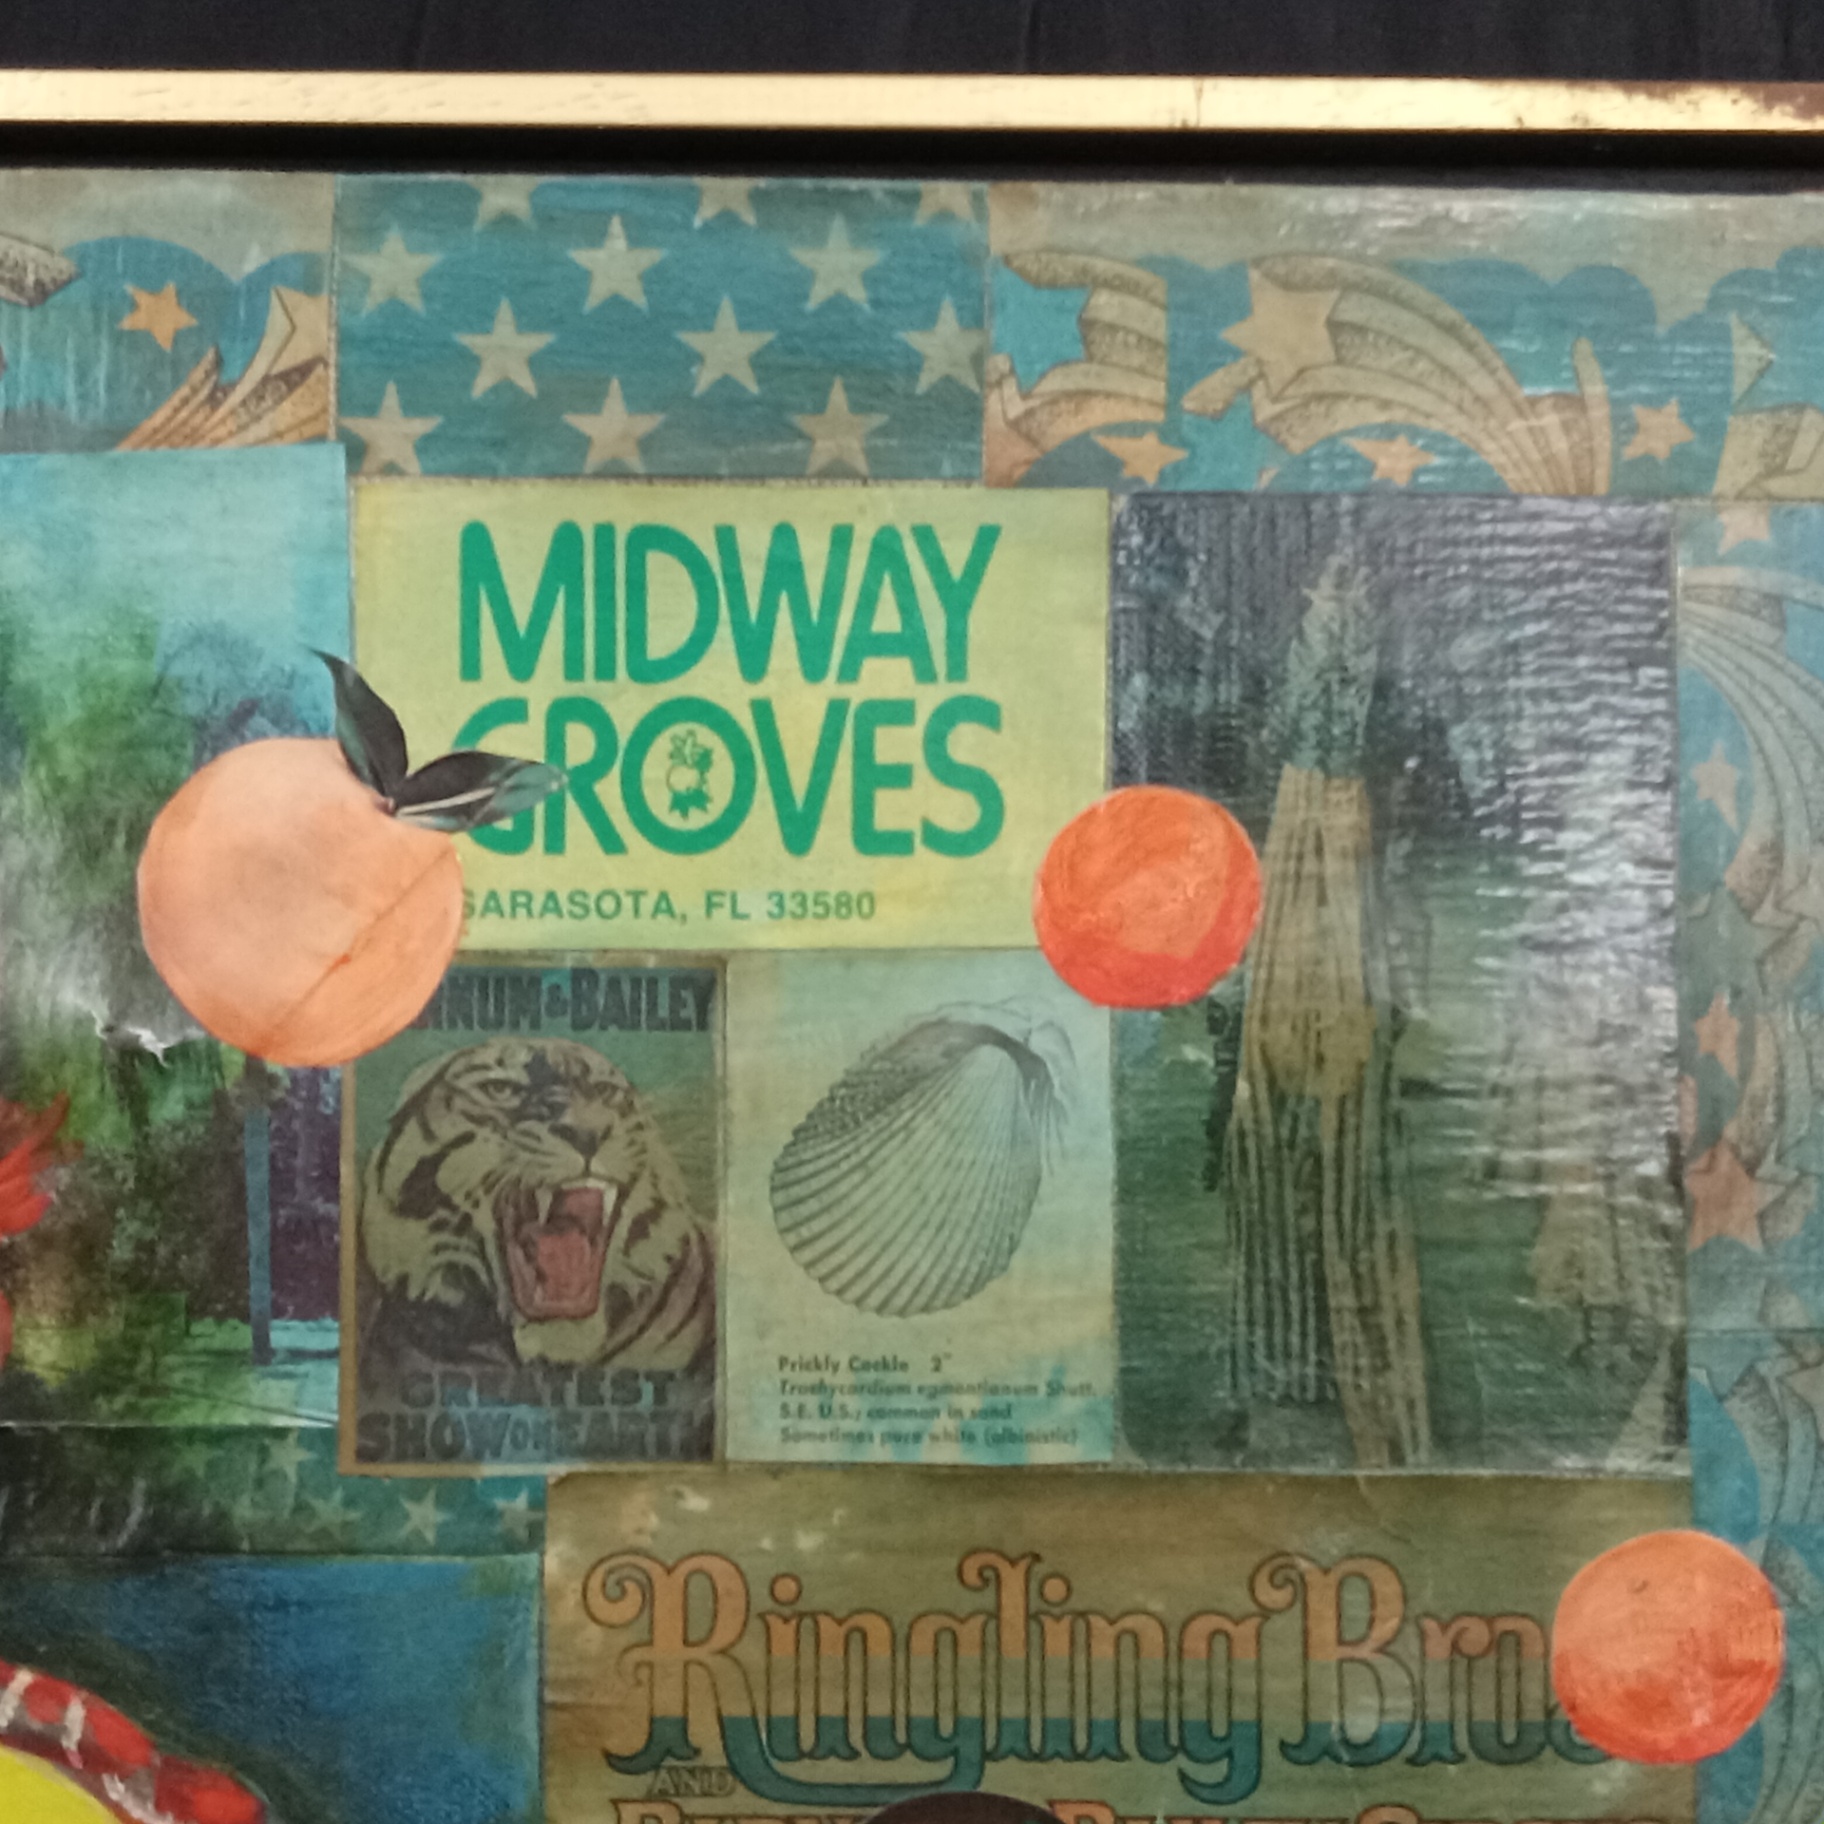 MIDWAY
GROVES
SARASOTA, FL 33580
NUM & BAILEY
GREATEST
SHOW ON EARTH
Prickly Cockle 2"
Trachycardium egmontianum Shutt.
S.E. U.S.; common in sand
Sometimes pure white (albinistic)
Ringling Bros
AND